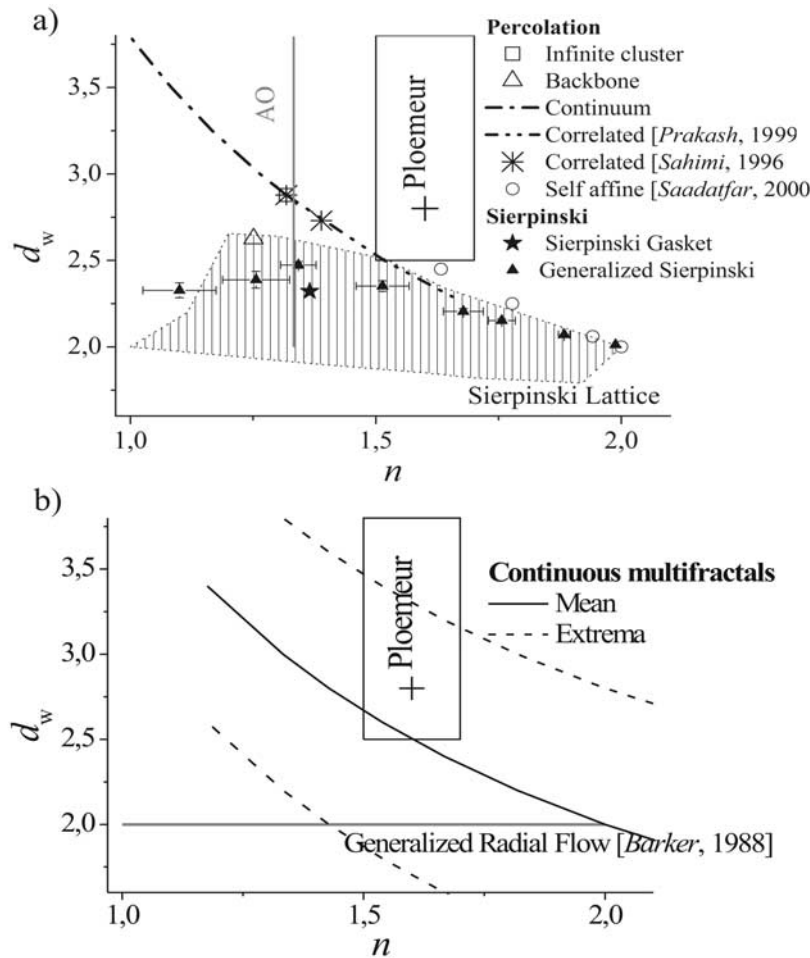 a)
Percolation
Infinite cluster
Backbone
Continuum
Correlated [Prakash, 1999
Correlated [Sahimi, 1996
Self affine [Saadatfar, 2000
Sierpinski
Sierpinski Gasket
Generalized Sierpinski
AO
Ploemeur
3,5
3,0
2,5
2,0
dw
Sierpinski Lattice
1,0 1,5 2,0
n
b)
Continuous multifractals
Mean
Extrema
Ploemeur
3,5
3,0
2,5
2,0
dw
Generalized Radial Flow [Barker, 1988]
1,0 1,5 2,0
n